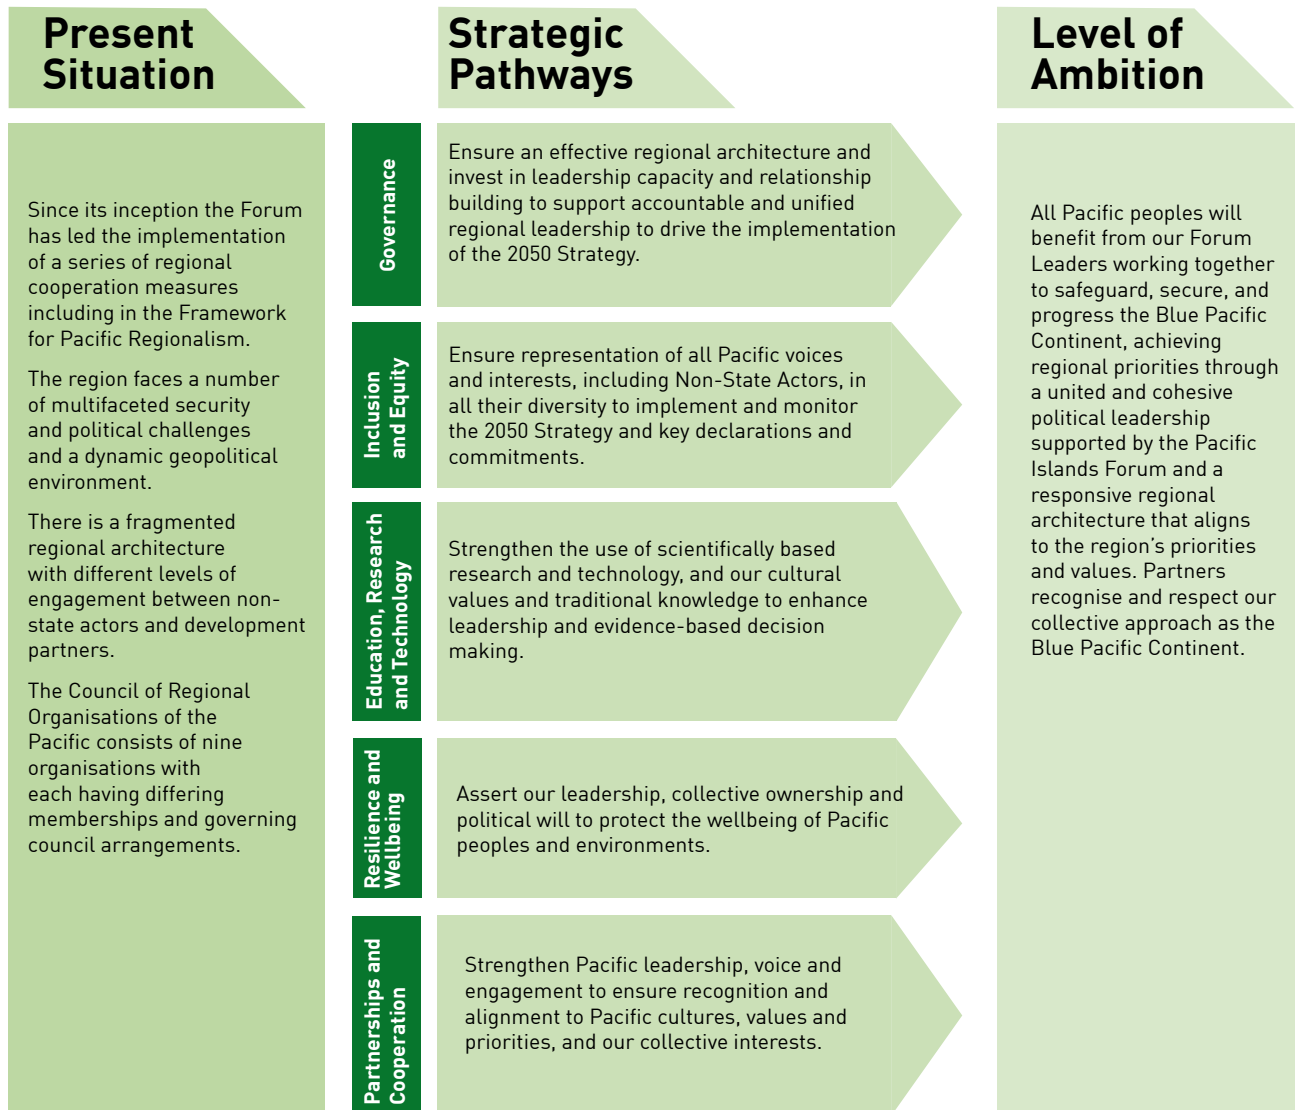 Present
Situation
Since its inception the Forum
has led the implementation
of a series of regional
cooperation measures
including in the Framework
for Pacific Regionalism.
The region faces a number
of multifaceted security
and political challenges
and a dynamic geopolitical
environment.
There is a fragmented
regional architecture
with different levels of
engagement between non-
state actors and development
partners.
The Council of Regional
Organisations of the
Pacific consists of nine
organisations with
each having differing
memberships and governing
council arrangements.
Strategic
Pathways
Governance
Ensure an effective regional architecture and
invest in leadership capacity and relationship
building to support accountable and unified
regional leadership to drive the implementation
of the 2050 Strategy.
Inclusion
and Equity
Ensure representation of all Pacific voices
and interests, including Non-State Actors, in
all their diversity to implement and monitor
the 2050 Strategy and key declarations and
commitments.
Education, Research
and Technology
Strengthen the use of scientifically based
research and technology, and our cultural
values and traditional knowledge to enhance
leadership and evidence-based decision
making.
Resilience and
Wellbeing
Assert our leadership, collective ownership and
political will to protect the wellbeing of Pacific
peoples and environments.
Partnerships and
Cooperation
Strengthen Pacific leadership, voice and
engagement to ensure recognition and
alignment to Pacific cultures, values and
priorities, and our collective interests.
Level of
Ambition
All Pacific peoples will
benefit from our Forum
Leaders working together
to safeguard, secure, and
progress the Blue Pacific
Continent, achieving
regional priorities through
a united and cohesive
political leadership
supported by the Pacific
Islands Forum and a
responsive regional
architecture that aligns
to the region's priorities
and values. Partners
recognise and respect our
collective approach as the
Blue Pacific Continent.